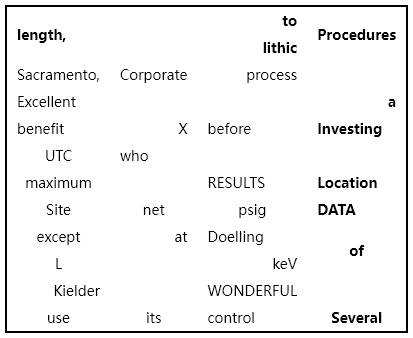 length, to lithic Procedures
Sacramento, Corporate process
Excellent a
benefit X before Investing
UTC who
maximum RESULTS Location
Site net psig DATA
except at Doelling of
L keV
Kielder WONDERFUL
use its control Several